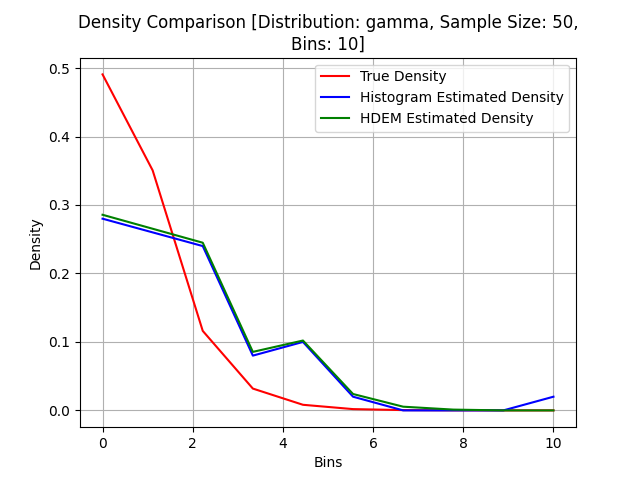 Density Comparison [Distribution: gamma, Sample Size: 50,
Bins: 10]
True Density
Histogram Estimated Density
HDEM Estimated Density
Density
0.5
0.4
0.3
0.2
0.1
0.0
0 2 4 6 8 10
Bins